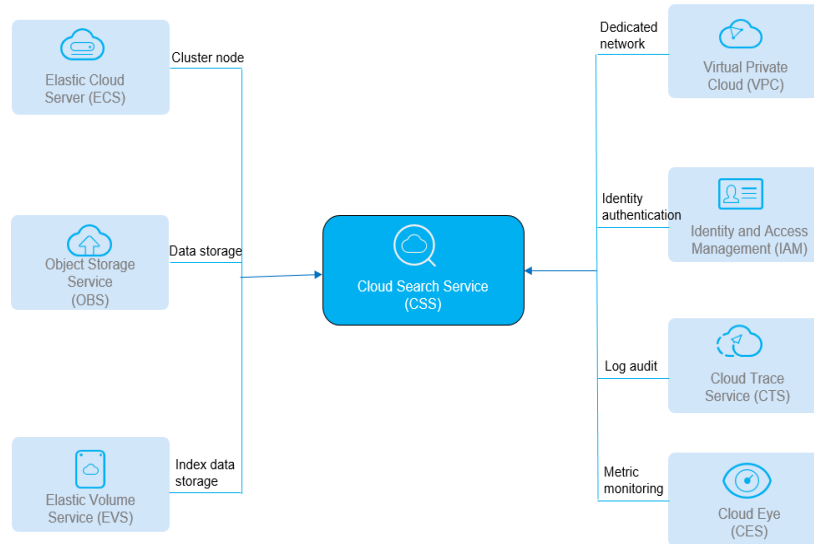 Elastic Cloud
Server (ECS)
Cluster node
Object Storage
Service
(OBS)
Data storage
Elastic Volume
Service (EVS)
Index data
storage
Cloud Search Service
(CSS)
Dedicated
network
Virtual Private
Cloud (VPC)
Identity
authentication
Identity and Access
Management (IAM)
Log audit
Cloud Trace
Service (CTS)
Metric
monitoring
Cloud Eye
(CES)